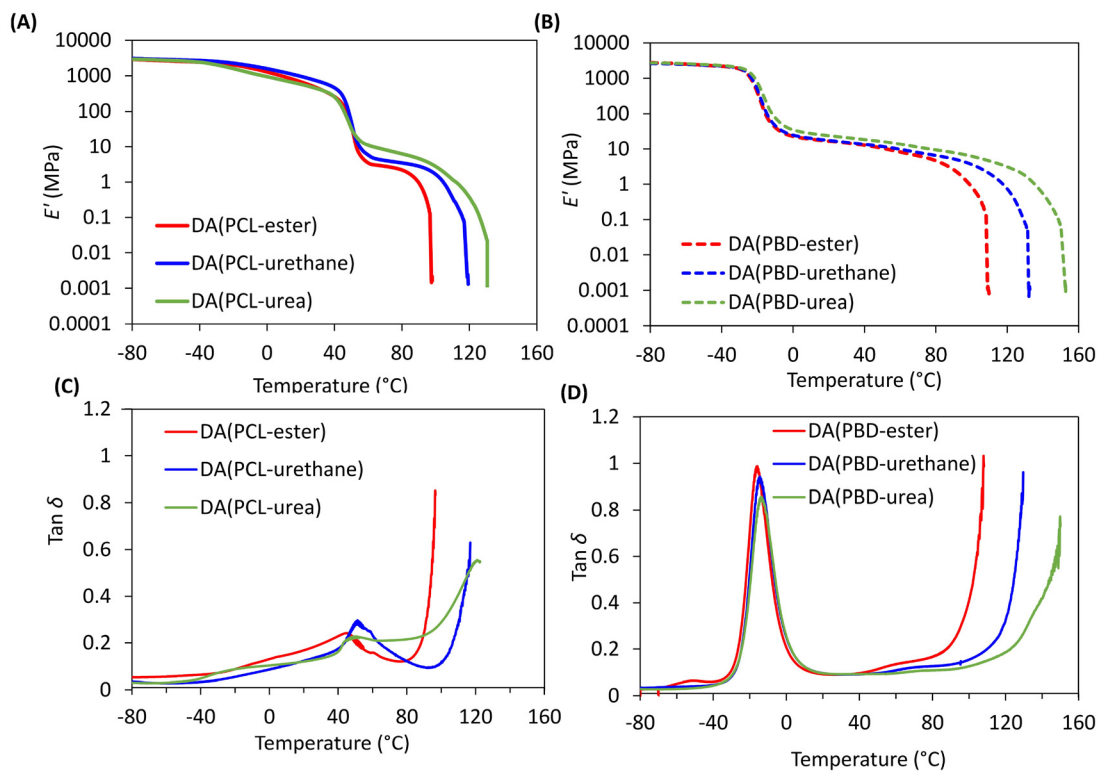 (A)
10000
1000
100
10
1
0.1
0.01
0.001
0.0001
E′ (MPa)
DA(PCL-ester)
DA(PCL-urethane)
DA(PCL-urea)
-80 -40 0 40 80 120 160
Temperature (°C)
(B)
10000
1000
100
10
1
0.1
0.01
0.001
0.0001
E′ (MPa)
DA(PBD-ester)
DA(PBD-urethane)
DA(PBD-urea)
-80 -40 0 40 80 120 160
Temperature (°C)
(C)
1.2
1
0.8
0.6
0.4
0.2
0
Tan δ
DA(PCL-ester)
DA(PCL-urethane)
DA(PCL-urea)
-80 -40 0 40 80 120 160
Temperature (°C)
(D)
1.2
1
0.8
0.6
0.4
0.2
0
Tan δ
DA(PBD-ester)
DA(PBD-urethane)
DA(PBD-urea)
-80 -40 0 40 80 120 160
Temperature (°C)